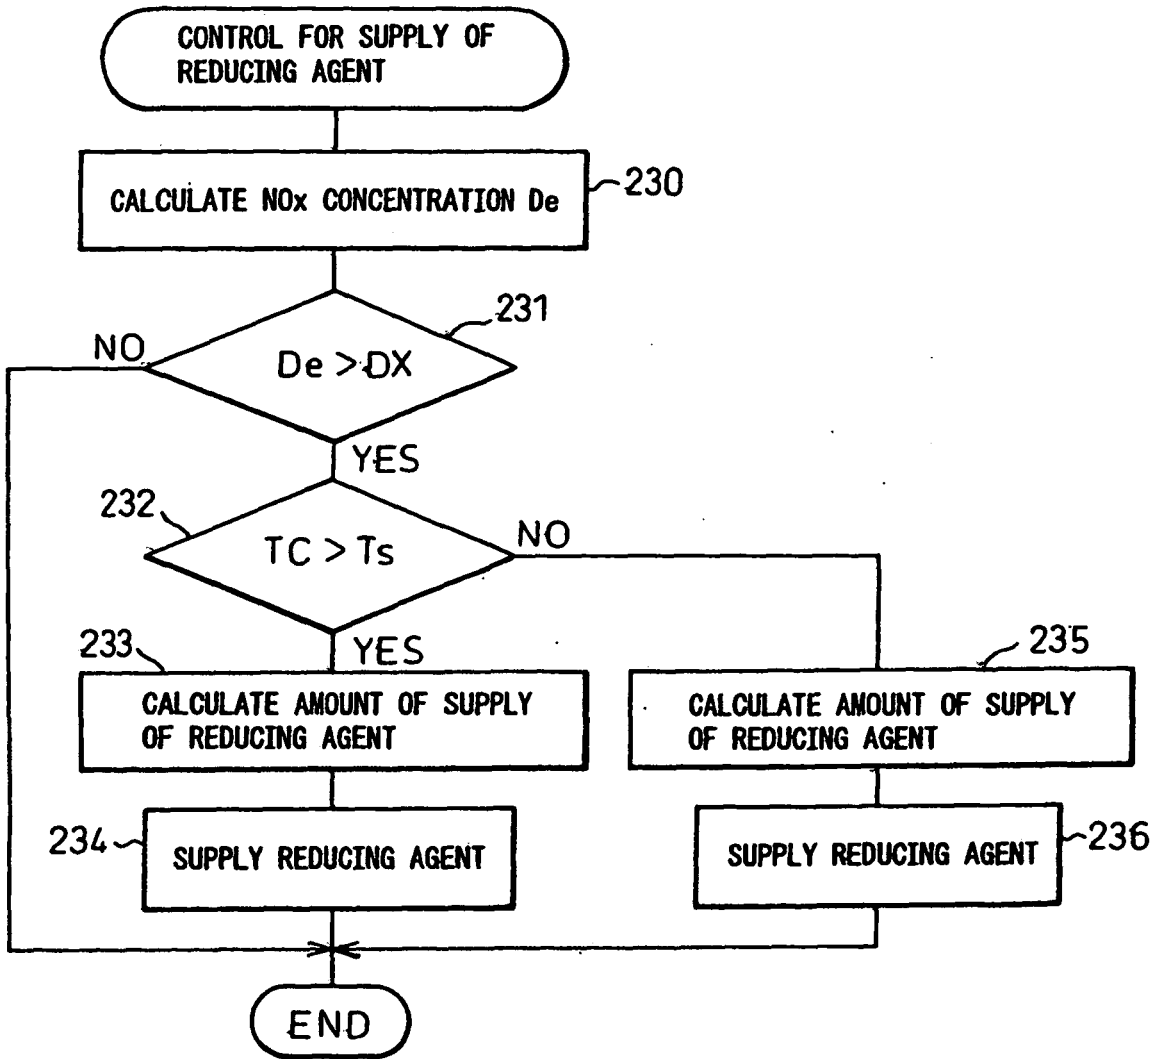 CONTROL FOR SUPPLY OF
REDUCING AGENT
CALCULATE NOx CONCENTRATION De
230
De > DX
231
NO
YES
232
TC > Ts
NO
YES
233
CALCULATE AMOUNT OF SUPPLY
OF REDUCING AGENT
235
CALCULATE AMOUNT OF SUPPLY
OF REDUCING AGENT
234
SUPPLY REDUCING AGENT
SUPPLY REDUCING AGENT
236
END